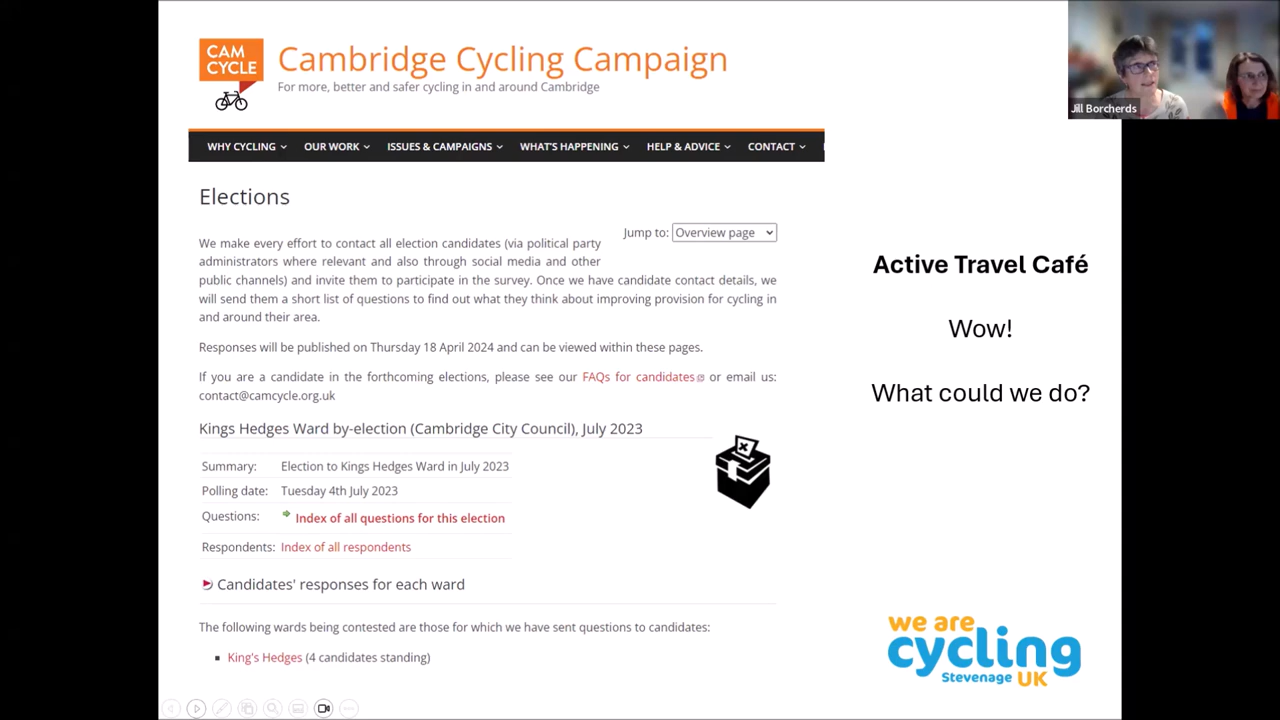 CAM
CYCLE
Cambridge Cycling Campaign
For more, better and safer cycling in and around Cambridge
Jill Borcherds
WHY CYCLING OUR WORK ISSUES & CAMPAIGNS WHAT'S HAPPENING HELP & ADVICE CONTACT
Elections
Jump to: Overview page
We make every effort to contact all election candidates (via political party
administrators where relevant and also through social media and other
public channels) and invite them to participate in the survey. Once we have candidate contact details, we
will send them a short list of questions to find out what they think about improving provision for cycling in
and around their area.
Responses will be published on Thursday 18 April 2024 and can be viewed within these pages.
If you are a candidate in the forthcoming elections, please see our FAQs for candidates or email us:
contact@camcycle.org.uk
Kings Hedges Ward by-election (Cambridge City Council), July 2023
Summary: Election to Kings Hedges Ward in July 2023
Polling date: Tuesday 4th July 2023
Questions: Index of all questions for this election
Respondents: Index of all respondents
Candidates' responses for each ward
The following wards being contested are those for which we have sent questions to candidates:
King's Hedges (4 candidates standing)
Active Travel Café
Wow!
What could we do?
we are
cycling
Stevenage UK